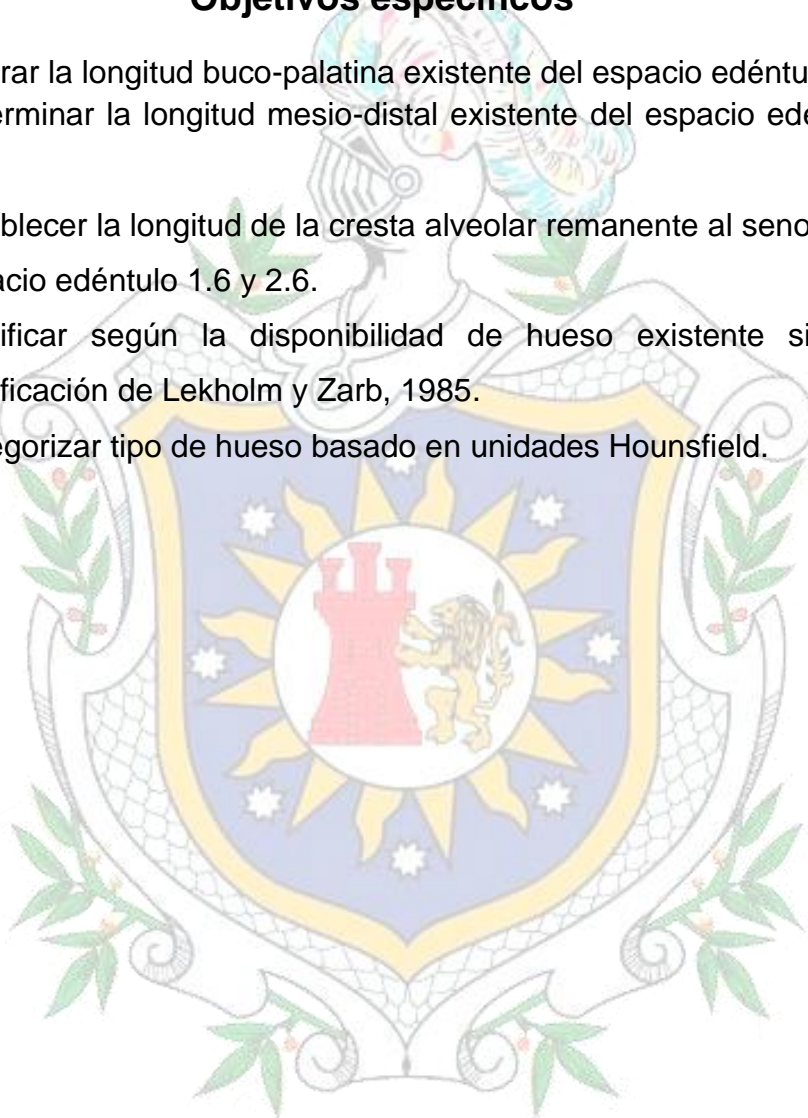 Objetivos específicos
rar la longitud buco-palatina existente del espacio edéntu
erminar la longitud mesio-distal existente del espacio ed
blecer la longitud de la cresta alveolar remanente al seno
acio edéntulo 1.6 y 2.6.
ificar según la disponibilidad de hueso existente si
ficación de Lekholm y Zarb, 1985.
egorizar tipo de hueso basado en unidades Hounsfield.